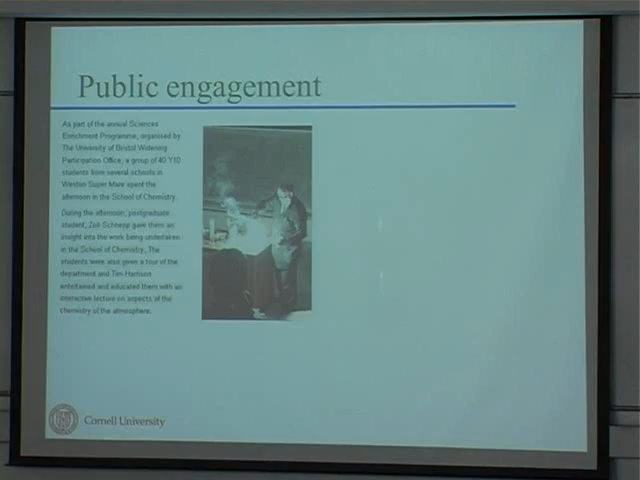 Public engagement
As part of the annual Sciences
Enrichment Programme, organised by
The University of Bristol Widening
Participation Office, a group of 40 Y10
students from several schools in
Weston Super Mare spent the
afternoon in the School of Chemistry.
During the afternoon, postgraduate
student, Zoë Schnepp gave them an
insight into the work being undertaken
in the School of Chemistry. The
students were also given a tour of the
department and Tim Harrison
entertained and educated them with an
interactive lecture on aspects of the
chemistry of the atmosphere.
Cornell University